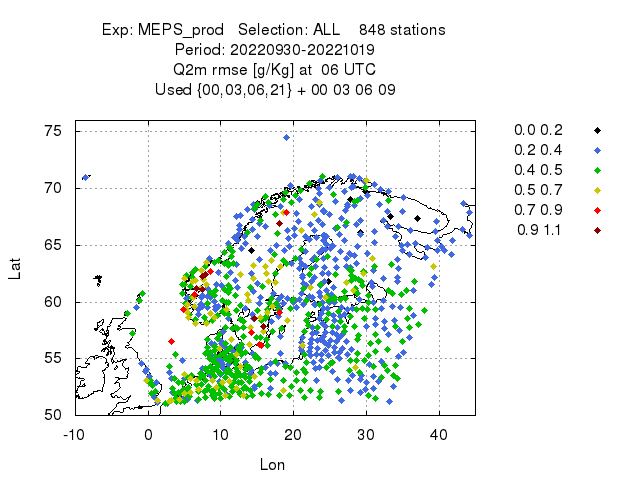 Exp: MEPS_prod Selection: ALL 848 stations
Period: 20220930-20221019
Q2m rmse [g/Kg] at 06 UTC
Used {00,03,06,21} + 00 03 06 09
75
70
65
60
55
50
-10 0 10 20 30 40
Lat
Lon
0.0 0.2
0.2 0.4
0.4 0.5
0.5 0.7
0.7 0.9
0.9 1.1